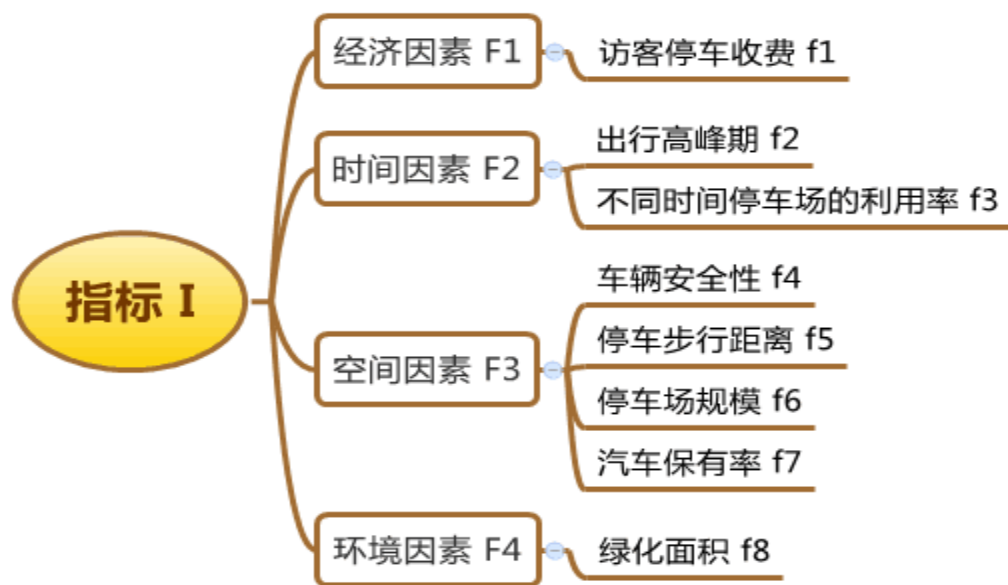 指标 I
经济因素 F1
访客停车收费 f1
时间因素 F2
出行高峰期 f2
不同时间停车场的利用率 f3
空间因素 F3
车辆安全性 f4
停车步行距离 f5
停车场规模 f6
汽车保有率 f7
环境因素 F4
绿化面积 f8